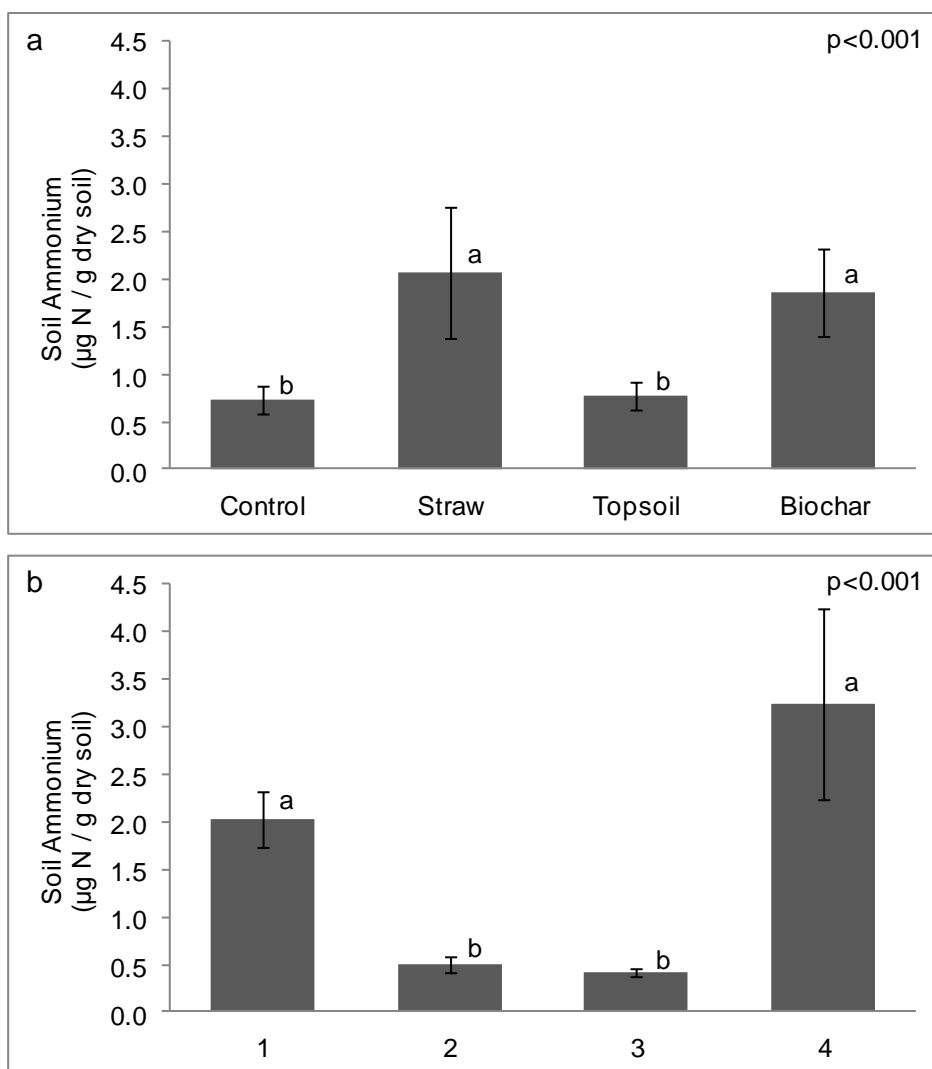 a
p<0.001
4.5
4.0
3.5
3.0
2.5
2.0
1.5
1.0
0.5
0.0
Soil Ammonium
(µg N / g dry soil)
b
a
b
a
Control Straw Topsoil Biochar
b
p<0.001
4.5
4.0
3.5
3.0
2.5
2.0
1.5
1.0
0.5
0.0
Soil Ammonium
(µg N / g dry soil)
a
b
b
a
1 2 3 4